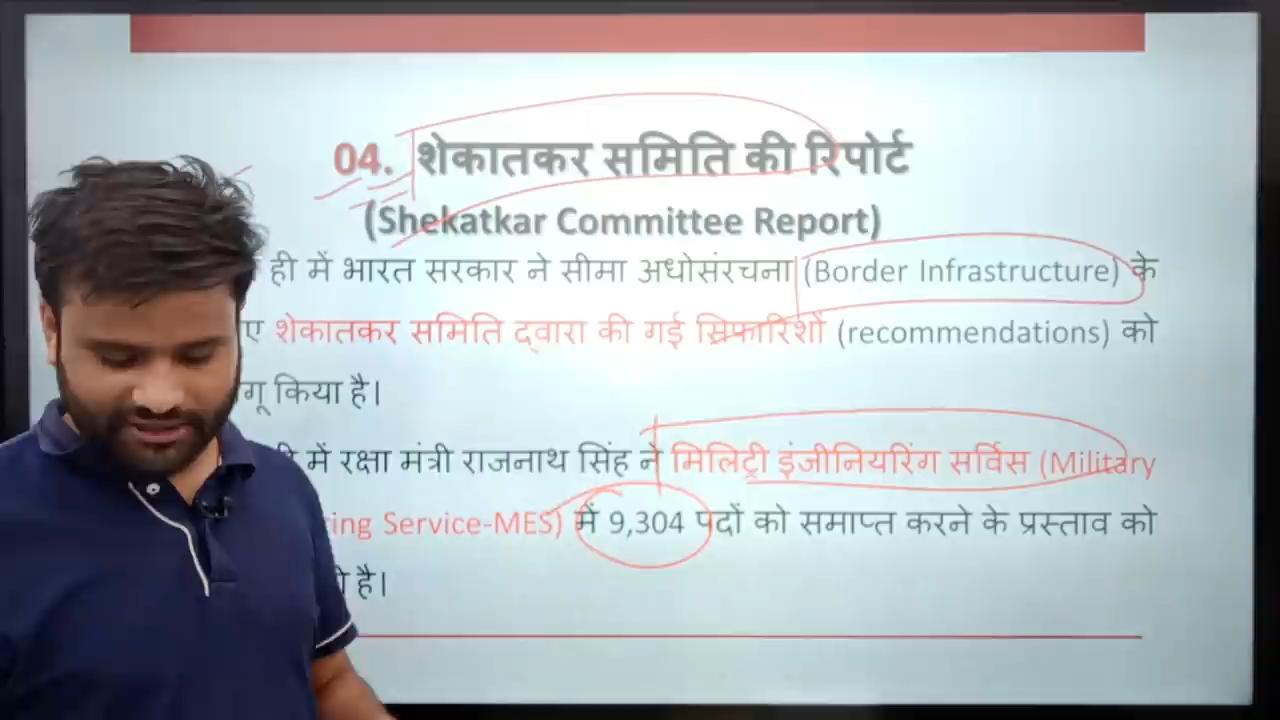 04. शेकातकर समिति की रिपोर्ट
(Shekatkar Committee Report)
ही में भारत सरकार ने सीमा अधोसंरचना (Border Infrastructure) के
शेकातकर समिति द्वारा की गई सिफारिशों (recommendations) को
किया है।
में रक्षा मंत्री राजनाथ सिंह ने मिलिट्री इंजीनियरिंग सर्विस (Military
Service-MES) में 9,304 पदों को समाप्त करने के प्रस्ताव को
है।